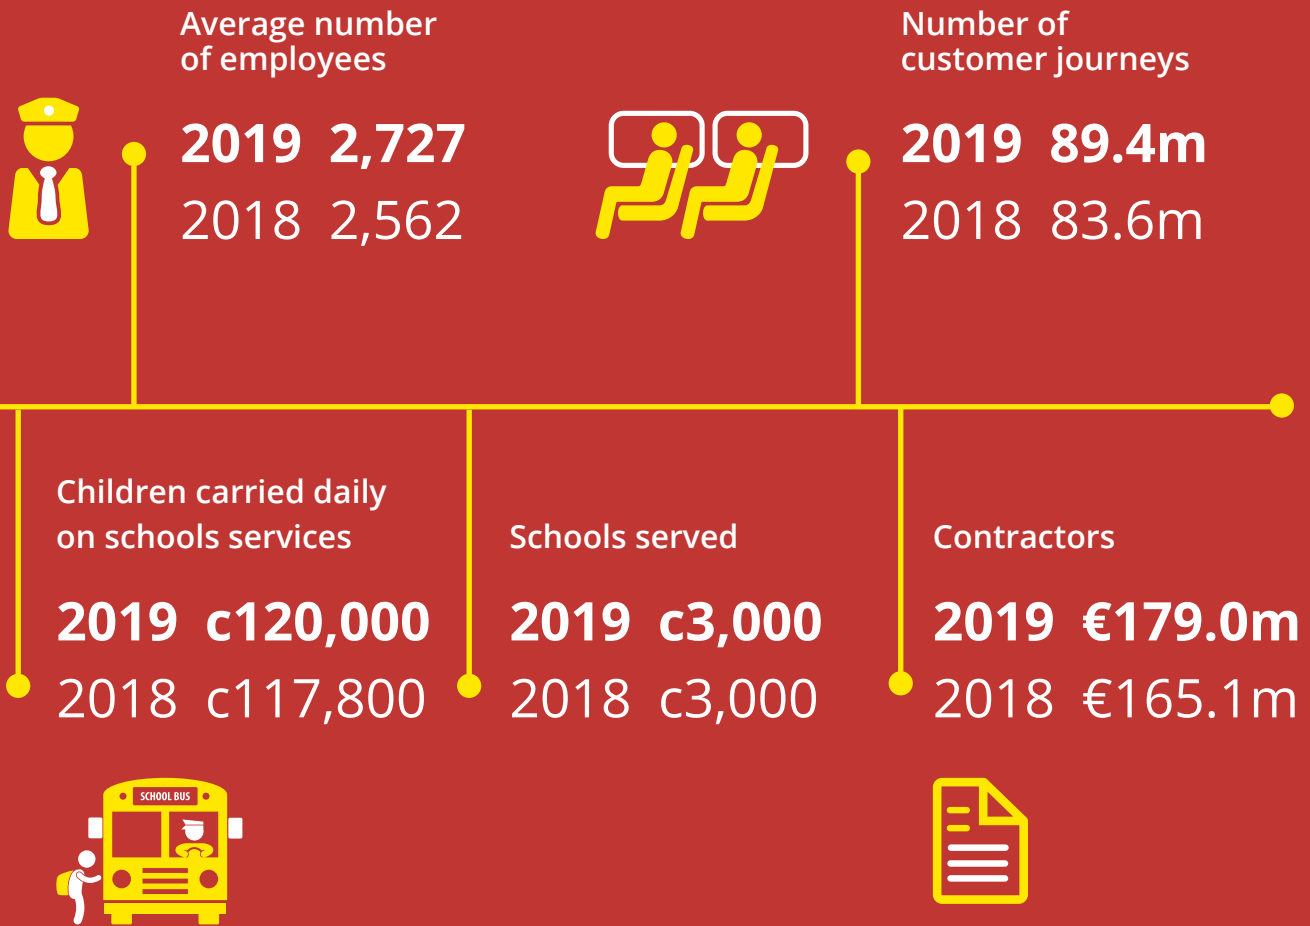 Average number
of employees
2019 2,727
2018 2,562
Number of
customer journeys
2019 89.4m
2018 83.6m
Children carried daily
on schools services
2019 c120,000
2018 c117,800
Schools served
2019 c3,000
2018 c3,000
Contractors
2019 €179.0m
2018 €165.1m
SCHOOL BUS